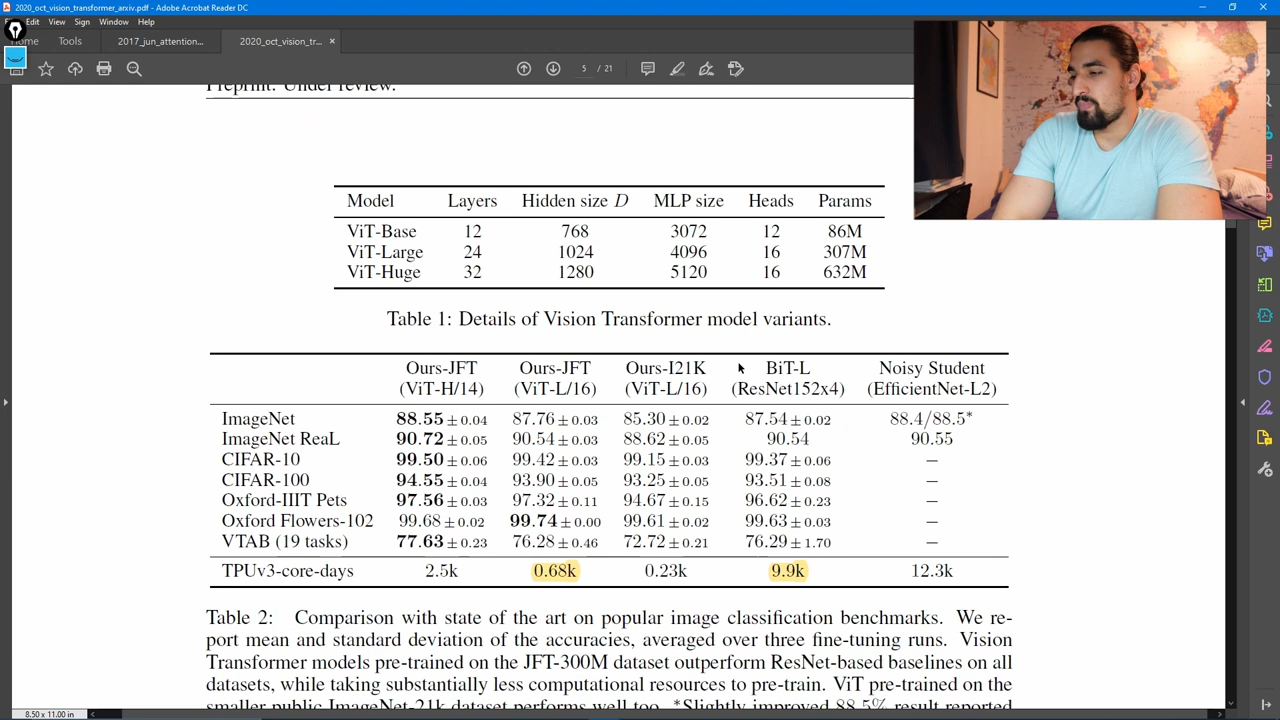 2020_oct_vision_transformer_arxiv.pdf - Adobe Acrobat Reader DC
Edit View Sign Window Help
Home Tools 2017_jun_attention... 2020_oct_vision_tr... ×
5 / 21
Preprint. Under review.
Model Layers Hidden size D MLP size Heads Params
ViT-Base 12 768 3072 12 86M
ViT-Large 24 1024 4096 16 307M
ViT-Huge 32 1280 5120 16 632M
Table 1: Details of Vision Transformer model variants.
Ours-JFT Ours-JFT Ours-I21K BiT-L Noisy Student
(ViT-H/14) (ViT-L/16) (ViT-L/16) (ResNet152x4) (EfficientNet-L2)
ImageNet 88.55 ± 0.04 87.76 ± 0.03 85.30 ± 0.02 87.54 ± 0.02 88.4/88.5*
ImageNet ReaL 90.72 ± 0.05 90.54 ± 0.03 88.62 ± 0.05 90.54 90.55
CIFAR-10 99.50 ± 0.06 99.42 ± 0.03 99.15 ± 0.03 99.37 ± 0.06 –
CIFAR-100 94.55 ± 0.04 93.90 ± 0.05 93.25 ± 0.05 93.51 ± 0.08 –
Oxford-IIIT Pets 97.56 ± 0.03 97.32 ± 0.11 94.67 ± 0.15 96.62 ± 0.23 –
Oxford Flowers-102 99.68 ± 0.02 99.74 ± 0.00 99.61 ± 0.02 99.63 ± 0.03 –
VTAB (19 tasks) 77.63 ± 0.23 76.28 ± 0.46 72.72 ± 0.21 76.29 ± 1.70 –
TPUv3-core-days 2.5k 0.68k 0.23k 9.9k 12.3k
Table 2: Comparison with state of the art on popular image classification benchmarks. We re-
port mean and standard deviation of the accuracies, averaged over three fine-tuning runs. Vision
Transformer models pre-trained on the JFT-300M dataset outperform ResNet-based baselines on all
datasets, while taking substantially less computational resources to pre-train. ViT pre-trained on the
smaller public ImageNet-21k dataset performs well too. *Slightly improved 88.5% result reported
8.50 x 11.00 in